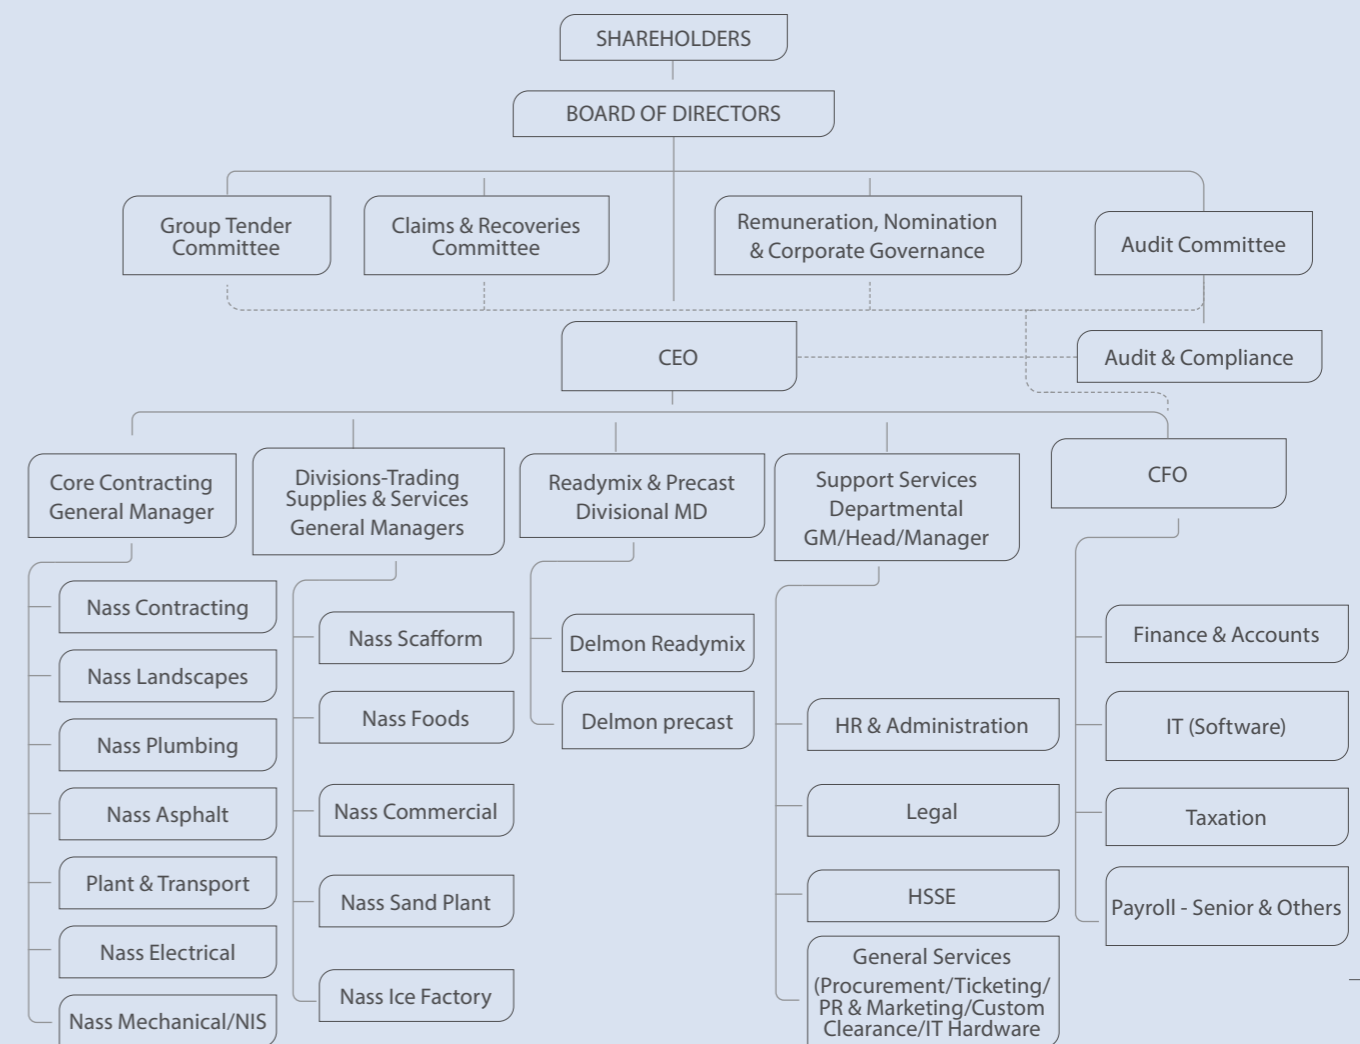 SHAREHOLDERS
BOARD OF DIRECTORS
Group Tender
Committee
Claims & Recoveries
Committee
Remuneration, Nomination
& Corporate Governance
Audit Committee
CEO
Audit & Compliance
Core Contracting
General Manager
Divisions-Trading
Supplies & Services
General Managers
Readymix & Precast
Divisional MD
Support Services
Departmental
GM/Head/Manager
CFO
Nass Contracting
Nass Landscapes
Nass Plumbing
Nass Asphalt
Plant & Transport
Nass Electrical
Nass Mechanical/NIS
Nass Scafform
Nass Foods
Nass Commercial
Nass Sand Plant
Nass Ice Factory
Delmon Readymix
Delmon precast
HR & Administration
Legal
HSSE
General Services
(Procurement/Ticketing/
PR & Marketing/Custom
Clearance/IT Hardware
Finance & Accounts
IT (Software)
Taxation
Payroll - Senior & Others